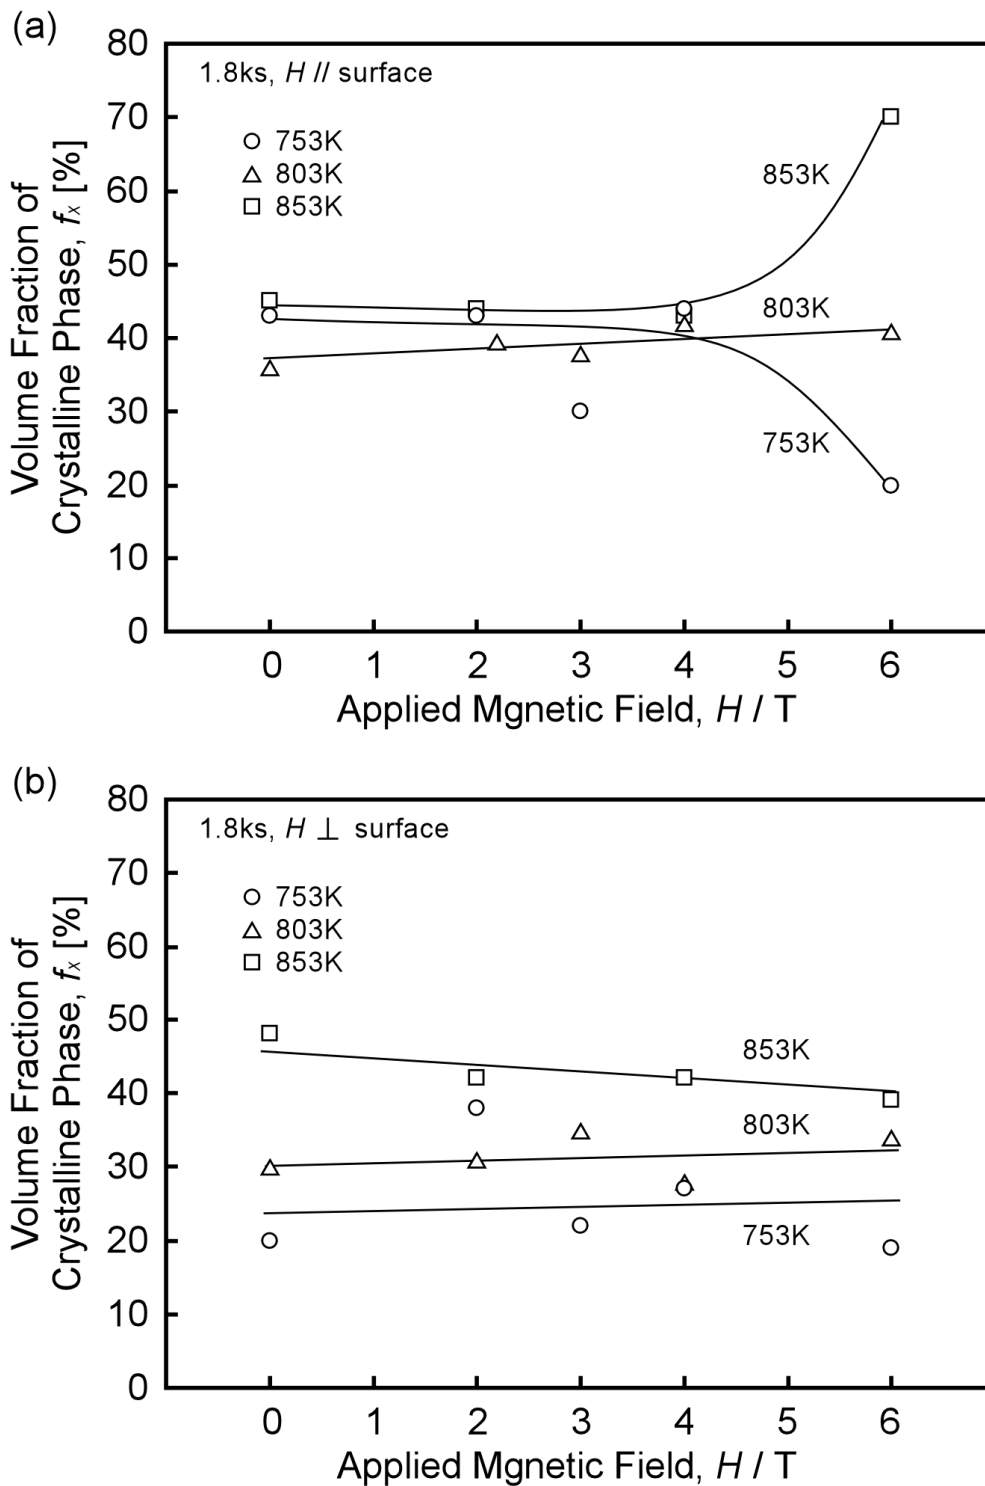 (a)
80
70
60
50
40
30
20
10
0
Volume Fraction of
Crystalline Phase, fx [%]
1.8ks, H // surface
753K
803K
853K
853K
803K
753K
0 1 2 3 4 5 6
Applied Mgnetic Field, H / T
(b)
80
70
60
50
40
30
20
10
0
Volume Fraction of
Crystalline Phase, fx [%]
1.8ks, H ⊥ surface
753K
803K
853K
853K
803K
753K
0 1 2 3 4 5 6
Applied Mgnetic Field, H / T